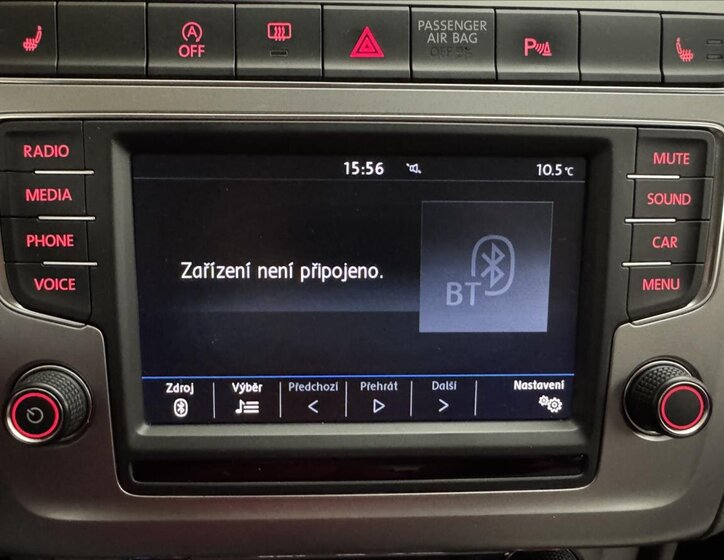 OFF
PASSENGER
AIR BAG
P
RADIO
MEDIA
PHONE
VOICE
15:56
10.5°C
Zařízení není připojeno.
BT
MUTE
SOUND
CAR
MENU
Zdroj
Výběr
Předchozí
Přehrát
Další
Nastavení